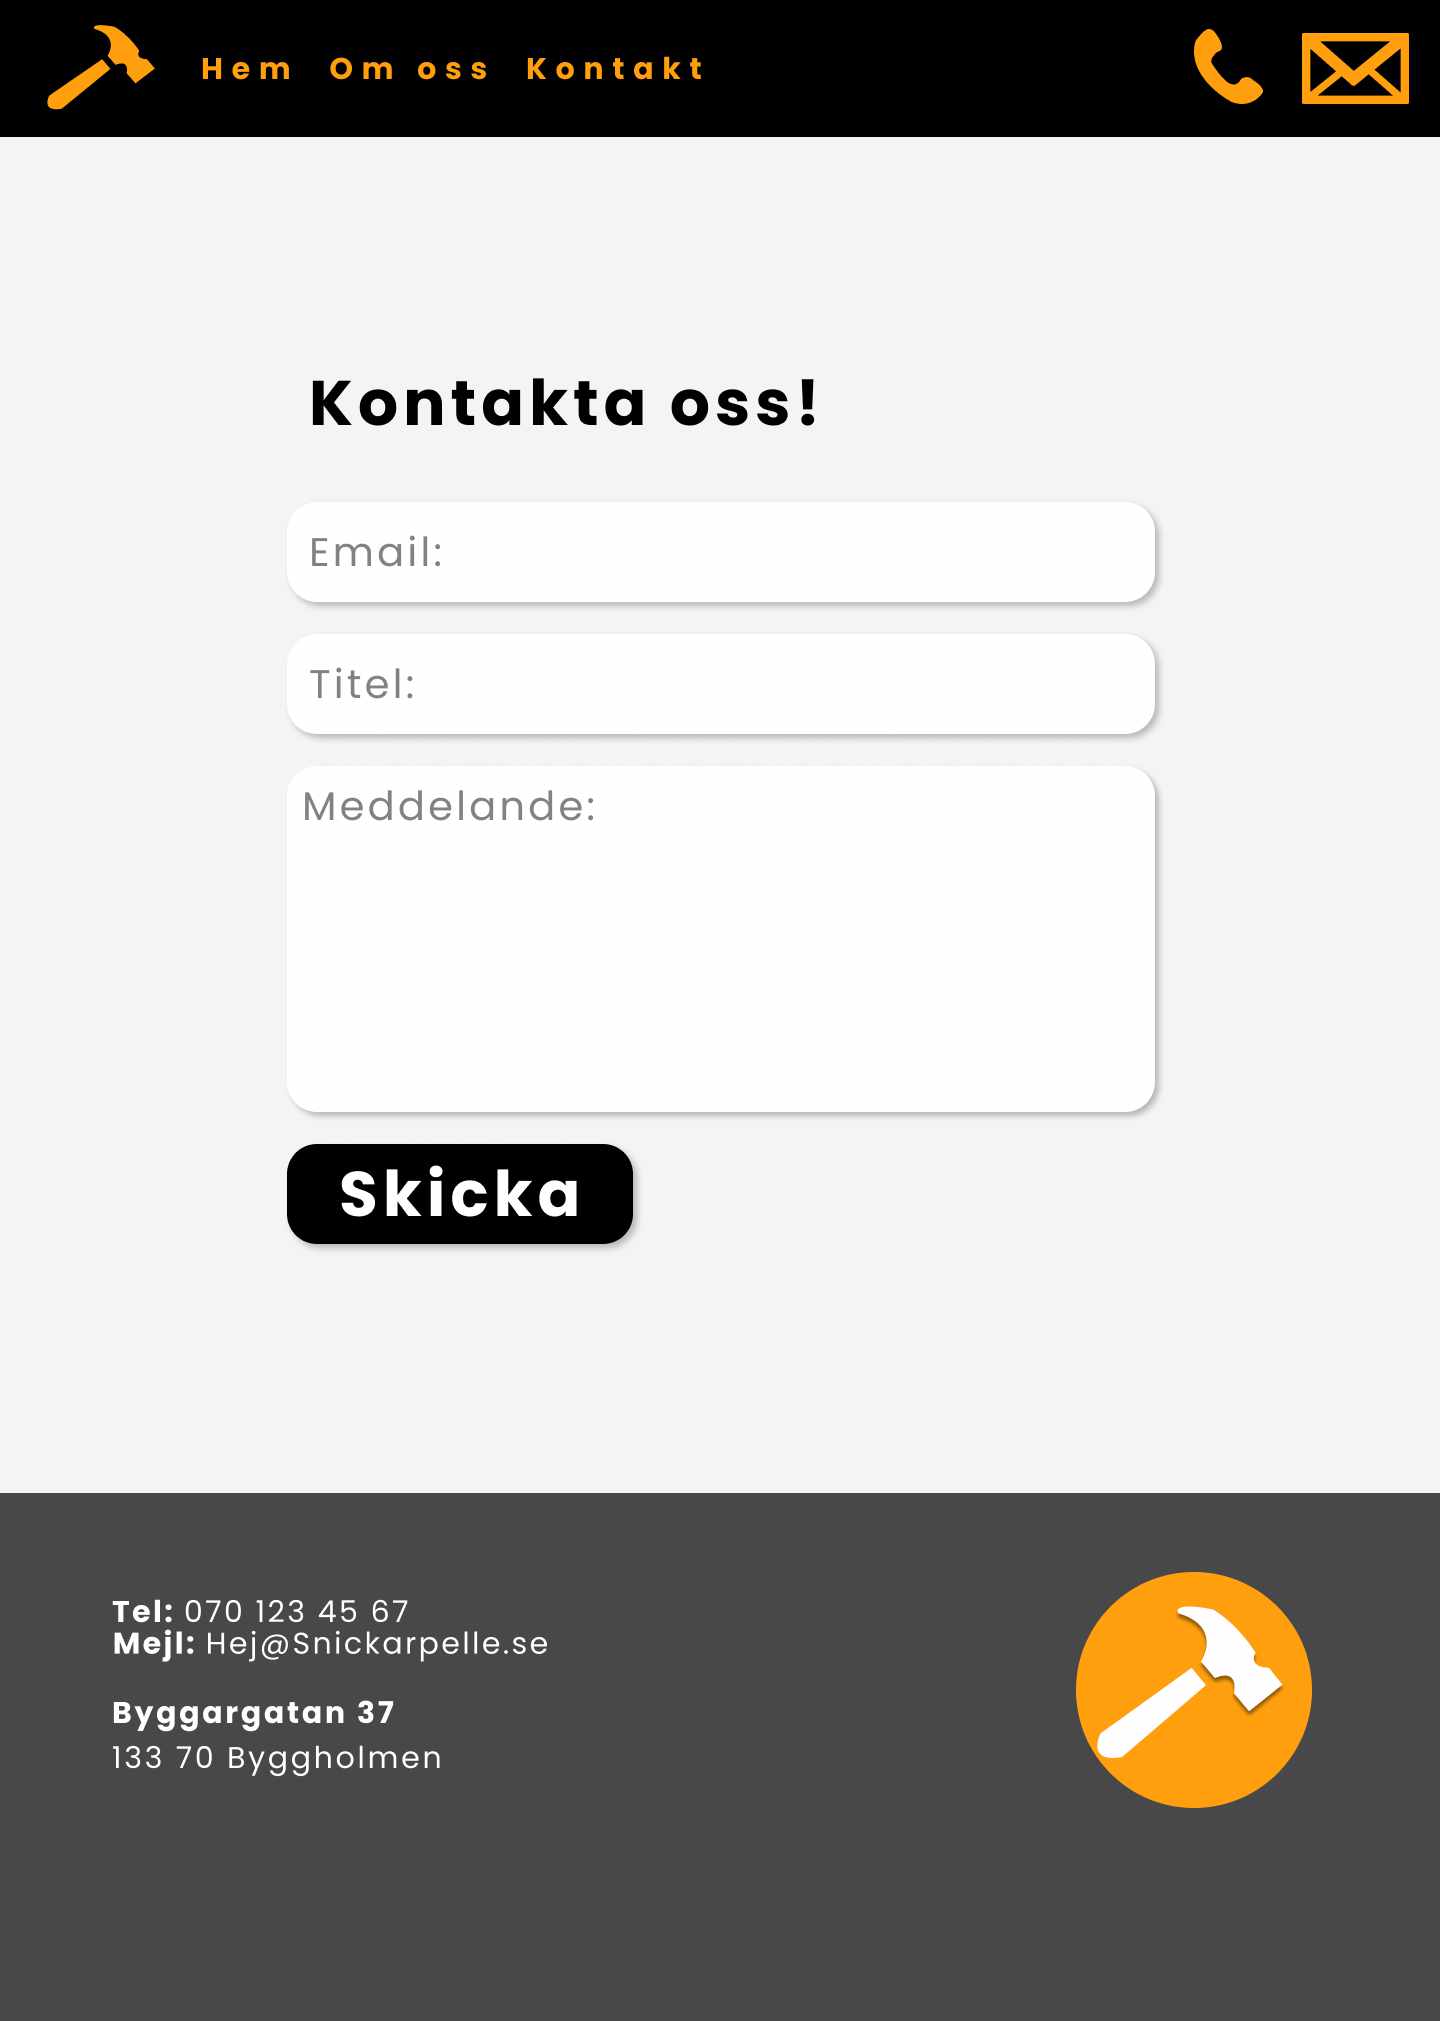 Hem Om oss Kontakt
Kontakta oss!
Email:
Titel:
Meddelande:
Skicka
Tel: 070 123 45 67
Mejl: Hej@Snickarpelle.se
Byggargatan 37
133 70 Byggholmen